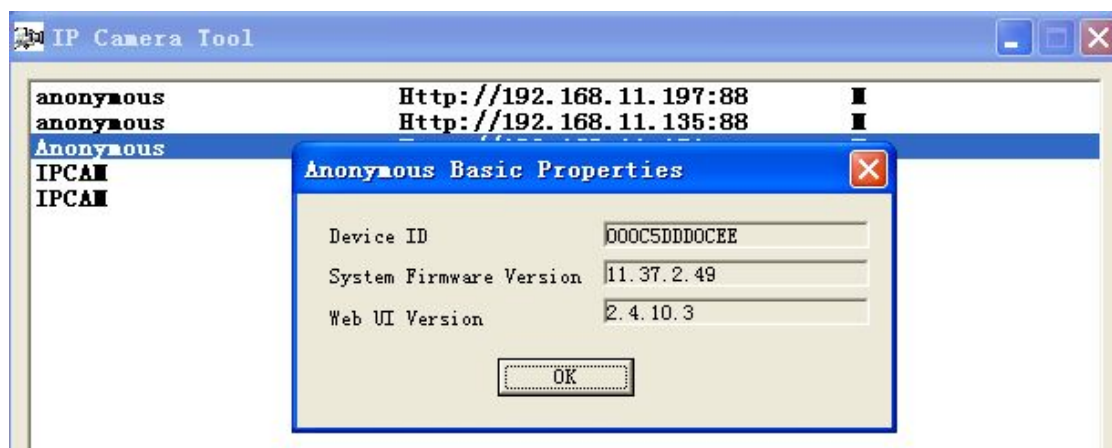 IP Camera Tool
anonymous Http://192.168.11.197:88 M
anonymous Http://192.168.11.135:88 M
Anonymous
IPCAM
IPCAM
Anonymous Basic Properties
Device ID 000C5DDD0CEE
System Firmware Version 11.37.2.49
Web UI Version 2.4.10.3
OK